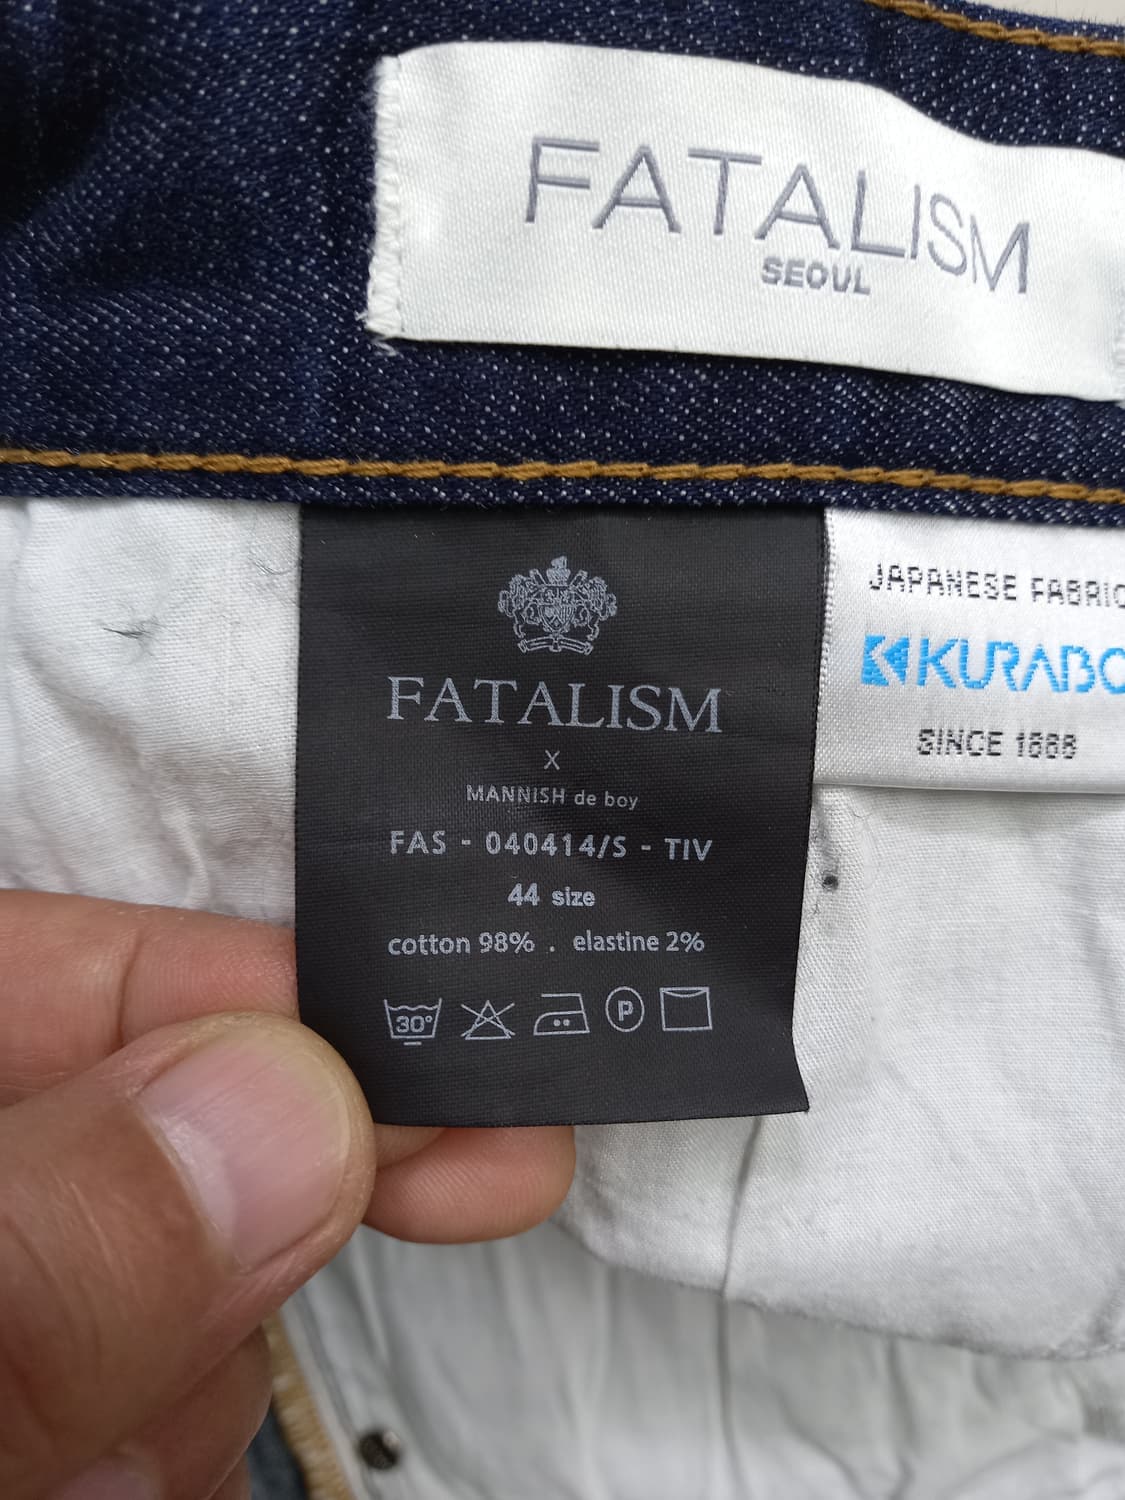 FATALISM
SEOUL
FATALISM
X
MANNISH de boy
FAS - 040414/S - TIV
44 size
cotton 98% . elastine 2%
30°
P
JAPANESE FABRIC
KURABO
SINCE 1888